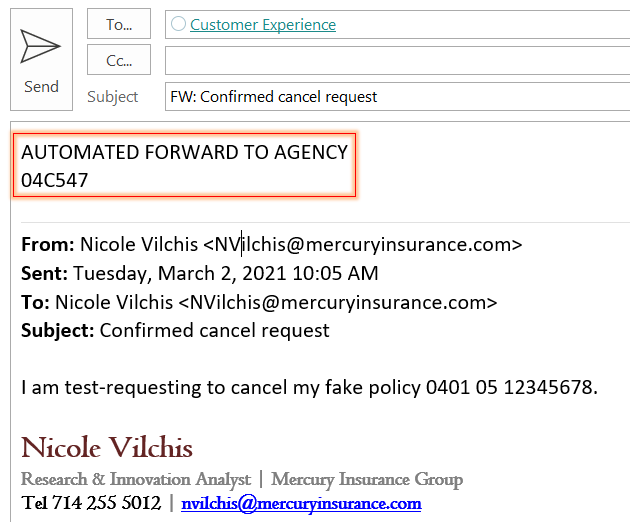 To...
Customer Experience
Cc...
Send
Subject
FW: Confirmed cancel request
AUTOMATED FORWARD TO AGENCY
04C547
From: Nicole Vilchis <NVilchis@mercuryinsurance.com>
Sent: Tuesday, March 2, 2021 10:05 AM
To: Nicole Vilchis <NVilchis@mercuryinsurance.com>
Subject: Confirmed cancel request
I am test-requesting to cancel my fake policy 0401 05 12345678.
Nicole Vilchis
Research & Innovation Analyst | Mercury Insurance Group
Tel 714 255 5012 | nvilchis@mercuryinsurance.com